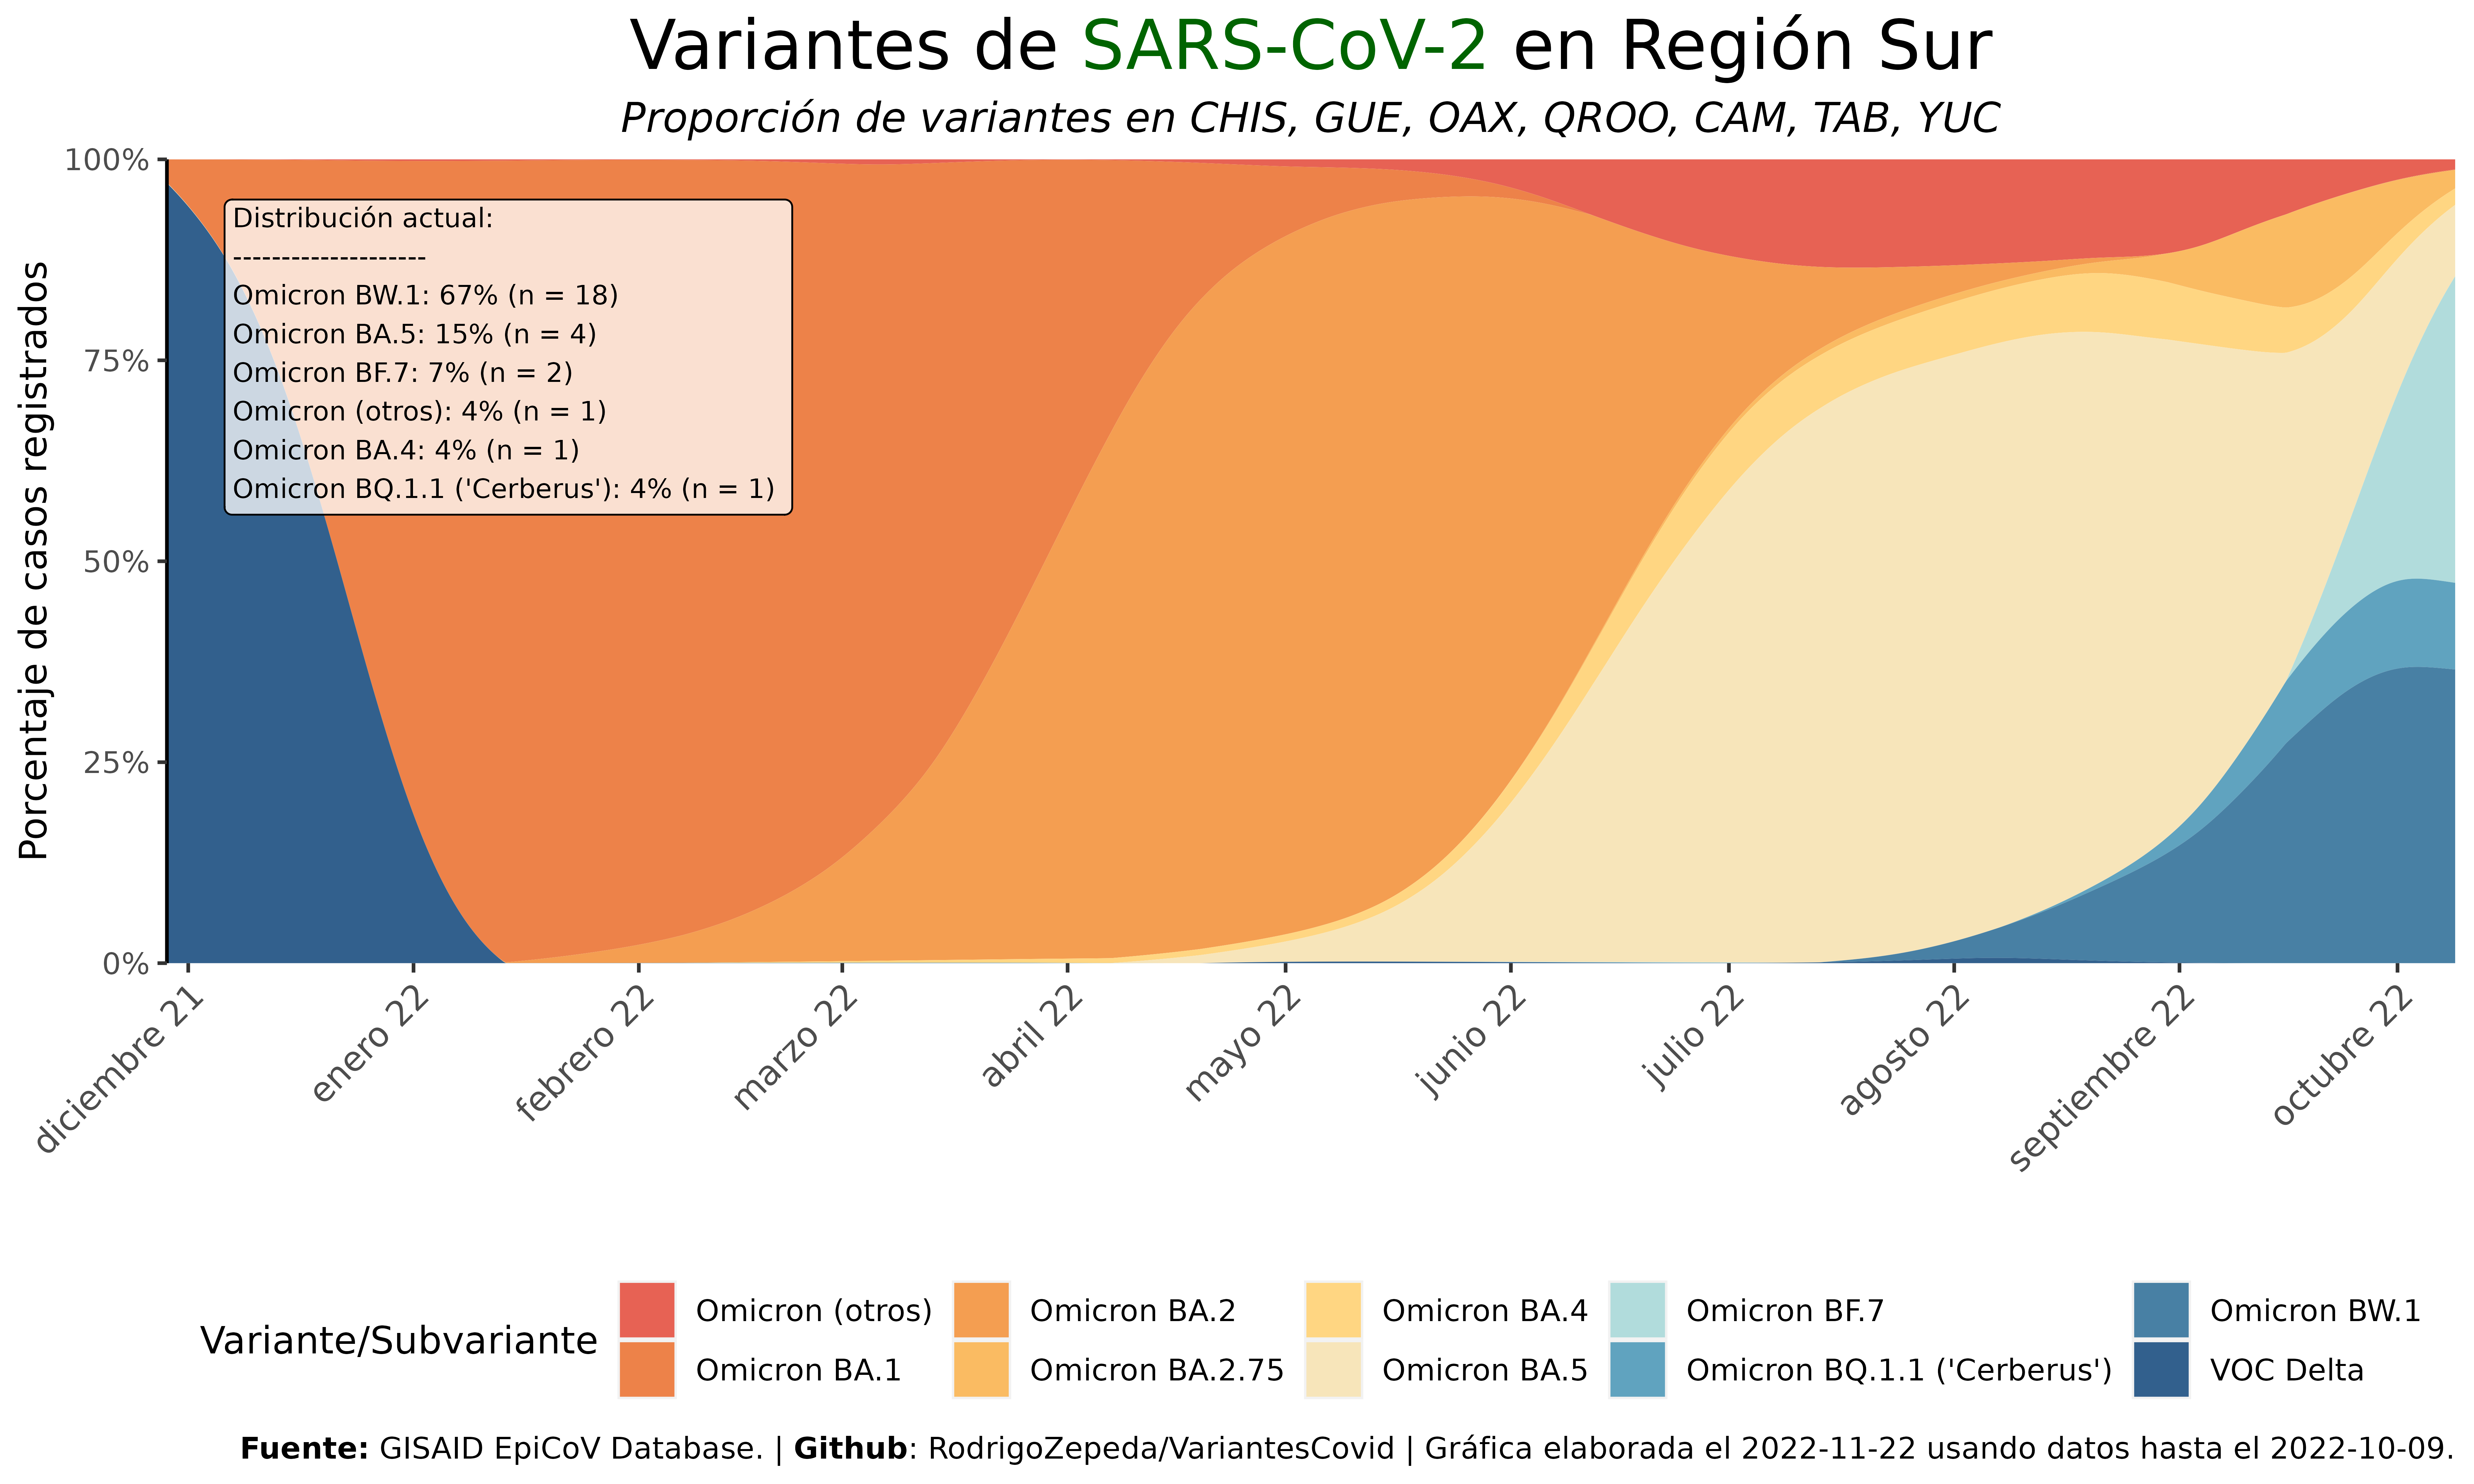 Variantes de SARS-CoV-2 en Región Sur
Proporción de variantes en CHIS, GUE, OAX, QROO, CAM, TAB, YUC
Porcentaje de casos registrados
100%
75%
50%
25%
0%
Distribución actual:
--------------------
Omicron BW.1: 67% (n = 18)
Omicron BA.5: 15% (n = 4)
Omicron BF.7: 7% (n = 2)
Omicron (otros): 4% (n = 1)
Omicron BA.4: 4% (n = 1)
Omicron BQ.1.1 ('Cerberus'): 4% (n = 1)
diciembre 21
enero 22
febrero 22
marzo 22
abril 22
mayo 22
junio 22
julio 22
agosto 22
septiembre 22
octubre 22
Variante/Subvariante
Omicron (otros)
Omicron BA.1
Omicron BA.2
Omicron BA.2.75
Omicron BA.4
Omicron BA.5
Omicron BF.7
Omicron BQ.1.1 ('Cerberus')
Omicron BW.1
VOC Delta
Fuente: GISAID EpiCoV Database. | Github: RodrigoZepeda/VariantesCovid | Gráfica elaborada el 2022-11-22 usando datos hasta el 2022-10-09.